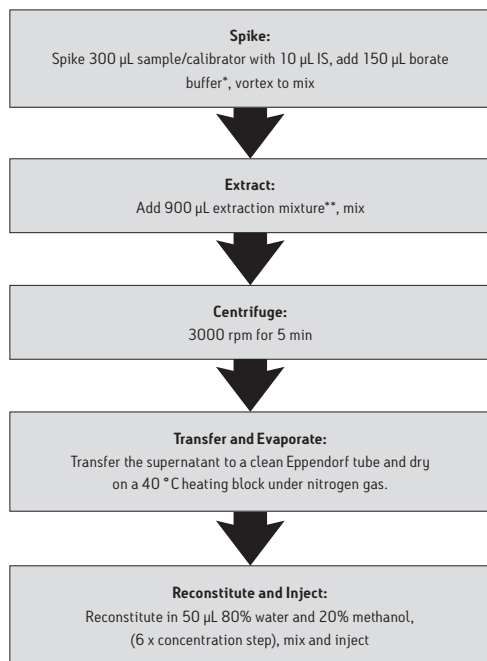 Spike:
Spike 300 µL sample/calibrator with 10 µL IS, add 150 µL borate
buffer*, vortex to mix
Extract:
Add 900 µL extraction mixture**, mix
Centrifuge:
3000 rpm for 5 min
Transfer and Evaporate:
Transfer the supernatant to a clean Eppendorf tube and dry
on a 40 °C heating block under nitrogen gas.
Reconstitute and Inject:
Reconstitute in 50 µL 80% water and 20% methanol,
(6 x concentration step), mix and inject